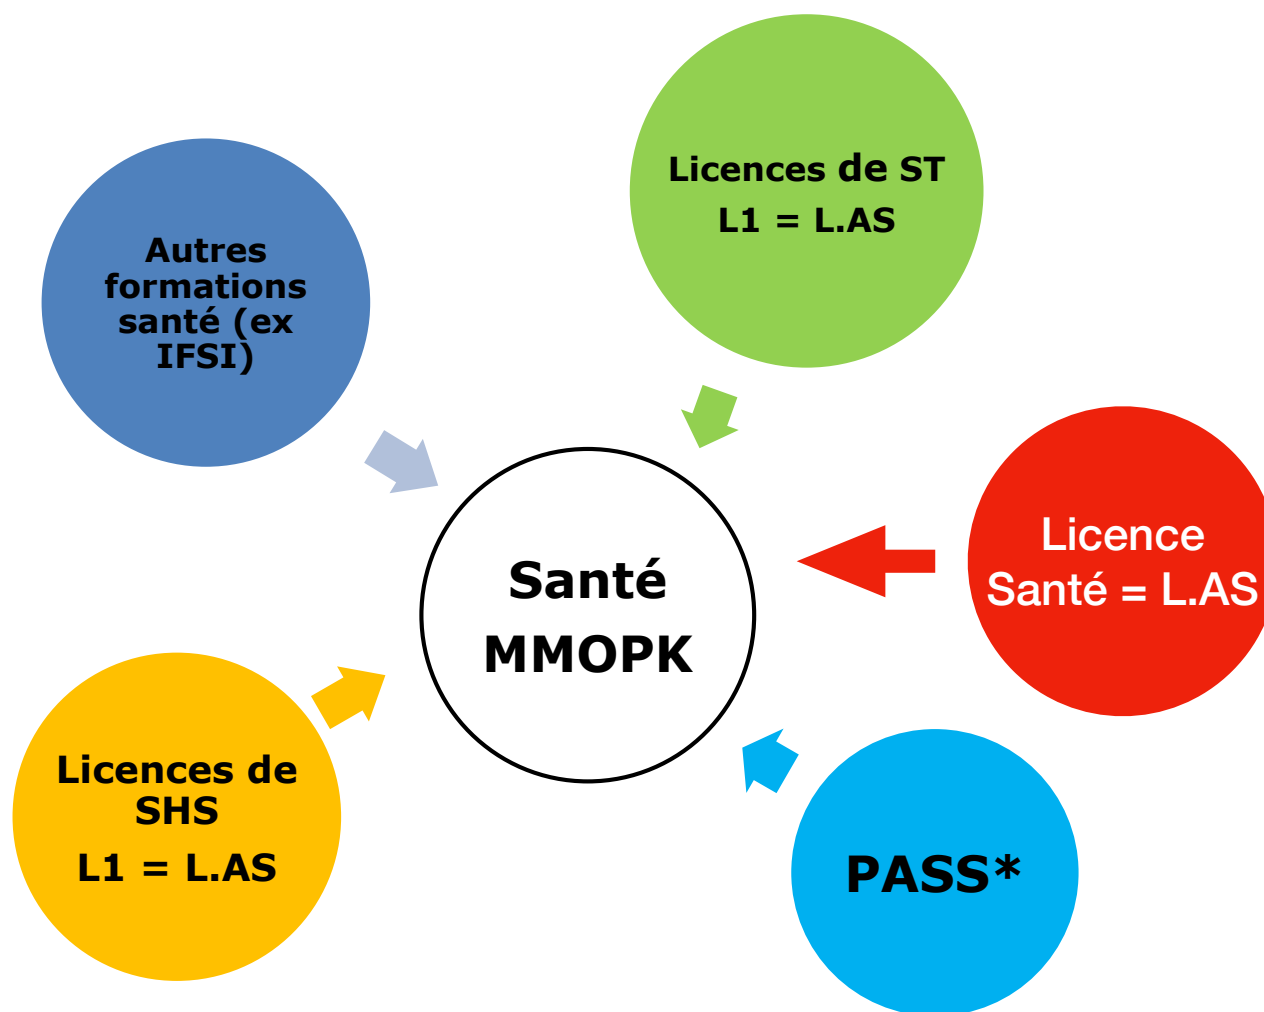 Licences de ST
L1 = L.AS
Autres
formations
santé (ex
IFSI)
Licence
Santé = L.AS
Santé
MMOPK
Licences de
SHS
L1 = L.AS
PASS*